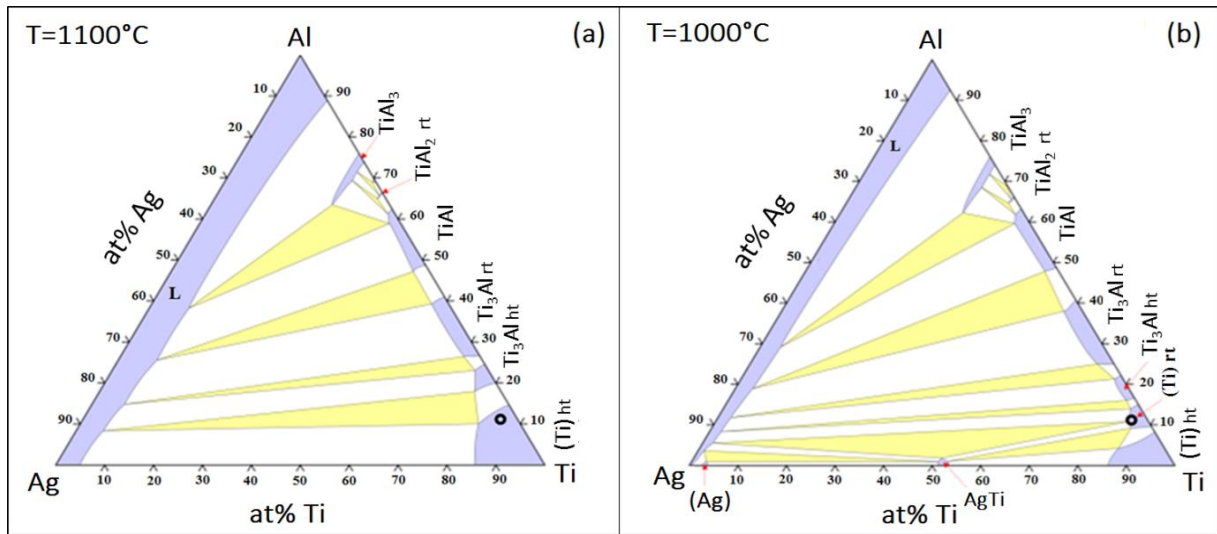 T=1100°C
(a)
Al
10
20
30
40
50
60
70
80
90
at% Ag
L
90
80
70
60
50
40
30
20
10
TiAl₃
TiAl₂ rt
TiAl
Ti₃Al rt
Ti₃Al ht
(Ti) ht
Ag
10
20
30
40
50
60
70
80
90
Ti
at% Ti
T=1000°C
(b)
Al
10
20
30
40
50
60
70
80
90
at% Ag
L
90
80
70
60
50
40
30
20
10
TiAl₃
TiAl₂ rt
TiAl
Ti₃Al rt
Ti₃Al ht
(Ti) rt
(Ti) ht
Ag
(Ag)
10
20
30
40
50
60
70
80
90
Ti
AgTi
at% Ti